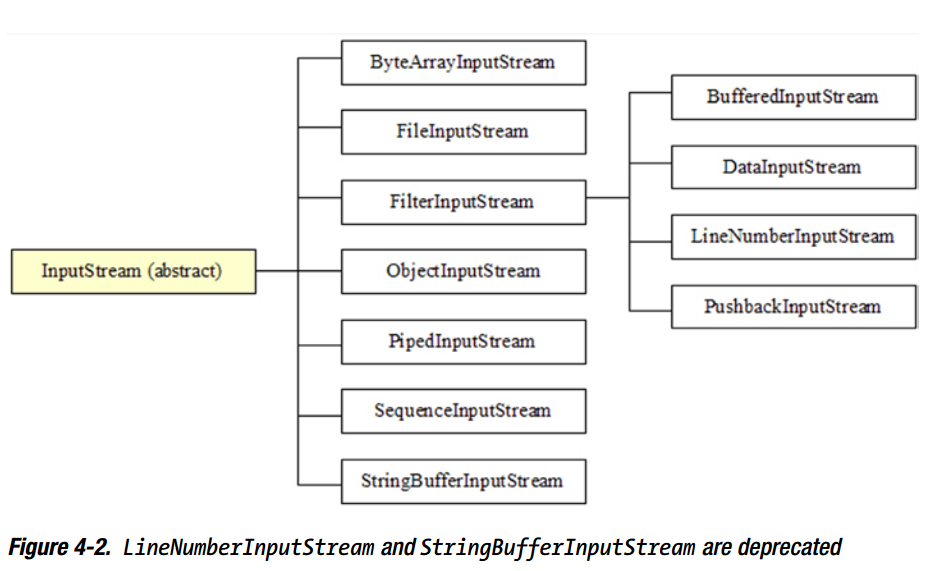 ByteArrayInputStream
FileInputStream
FilterInputStream
InputStream (abstract)
ObjectInputStream
PipedInputStream
SequenceInputStream
StringBufferInputStream
BufferedInputStream
DataInputStream
LineNumberInputStream
PushbackInputStream
Figure 4-2. LineNumberInputStream and StringBufferInputStream are deprecated